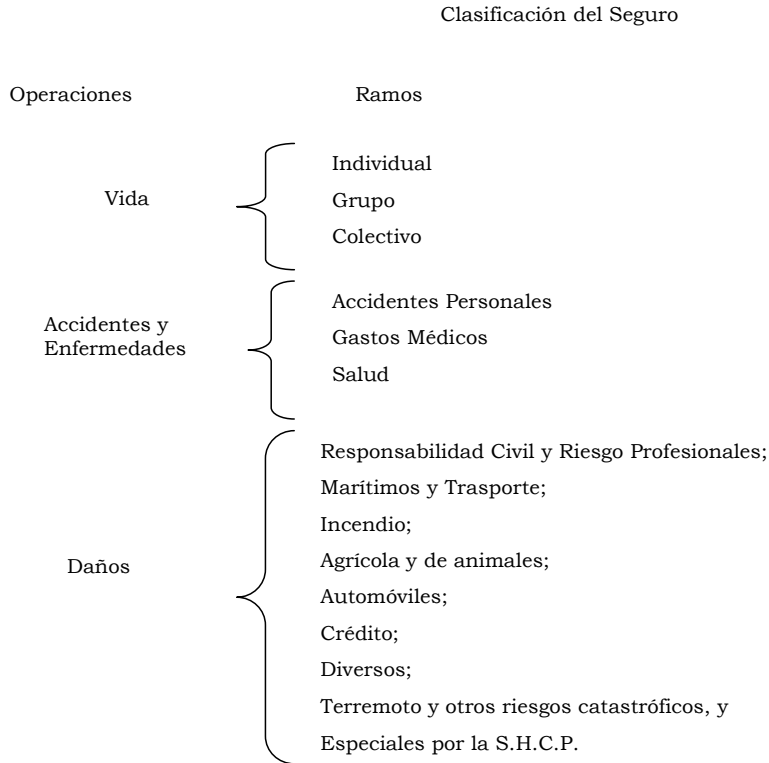 Clasificación del Seguro
Operaciones
Ramos
Vida
Individual
Grupo
Colectivo
Accidentes y
Enfermedades
Accidentes Personales
Gastos Médicos
Salud
Daños
Responsabilidad Civil y Riesgo Profesionales;
Marítimos y Trasporte;
Incendio;
Agrícola y de animales;
Automóviles;
Crédito;
Diversos;
Terremoto y otros riesgos catastróficos, y
Especiales por la S.H.C.P.